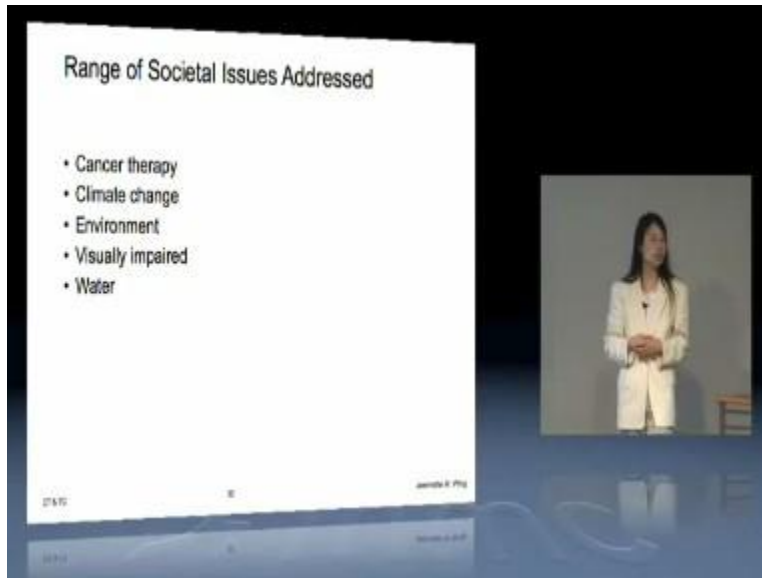 Range of Societal Issues Addressed
• Cancer therapy
• Climate change
• Environment
• Visually impaired
• Water